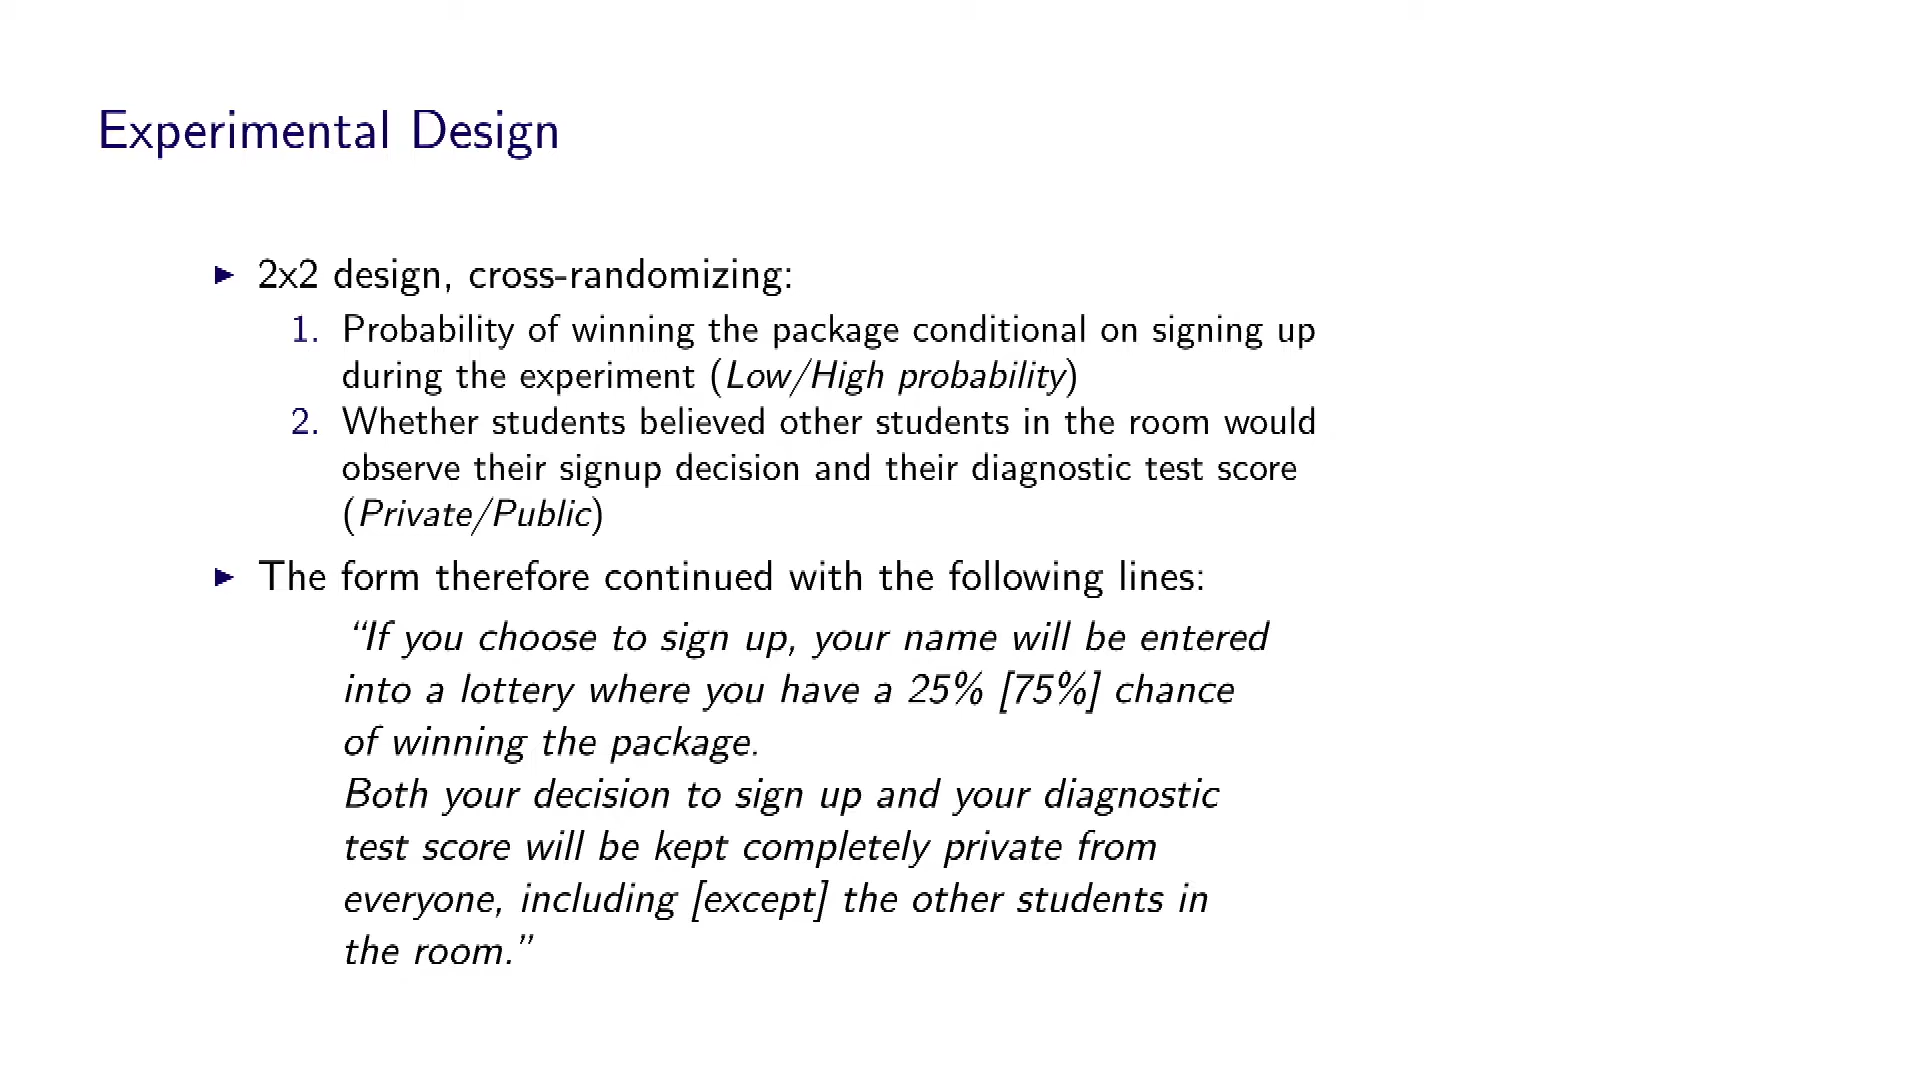 Experimental Design
▶ 2x2 design, cross-randomizing:
1. Probability of winning the package conditional on signing up
during the experiment (Low/High probability)
2. Whether students believed other students in the room would
observe their signup decision and their diagnostic test score
(Private/Public)
▶ The form therefore continued with the following lines:
“If you choose to sign up, your name will be entered
into a lottery where you have a 25% [75%] chance
of winning the package.
Both your decision to sign up and your diagnostic
test score will be kept completely private from
everyone, including [except] the other students in
the room.”